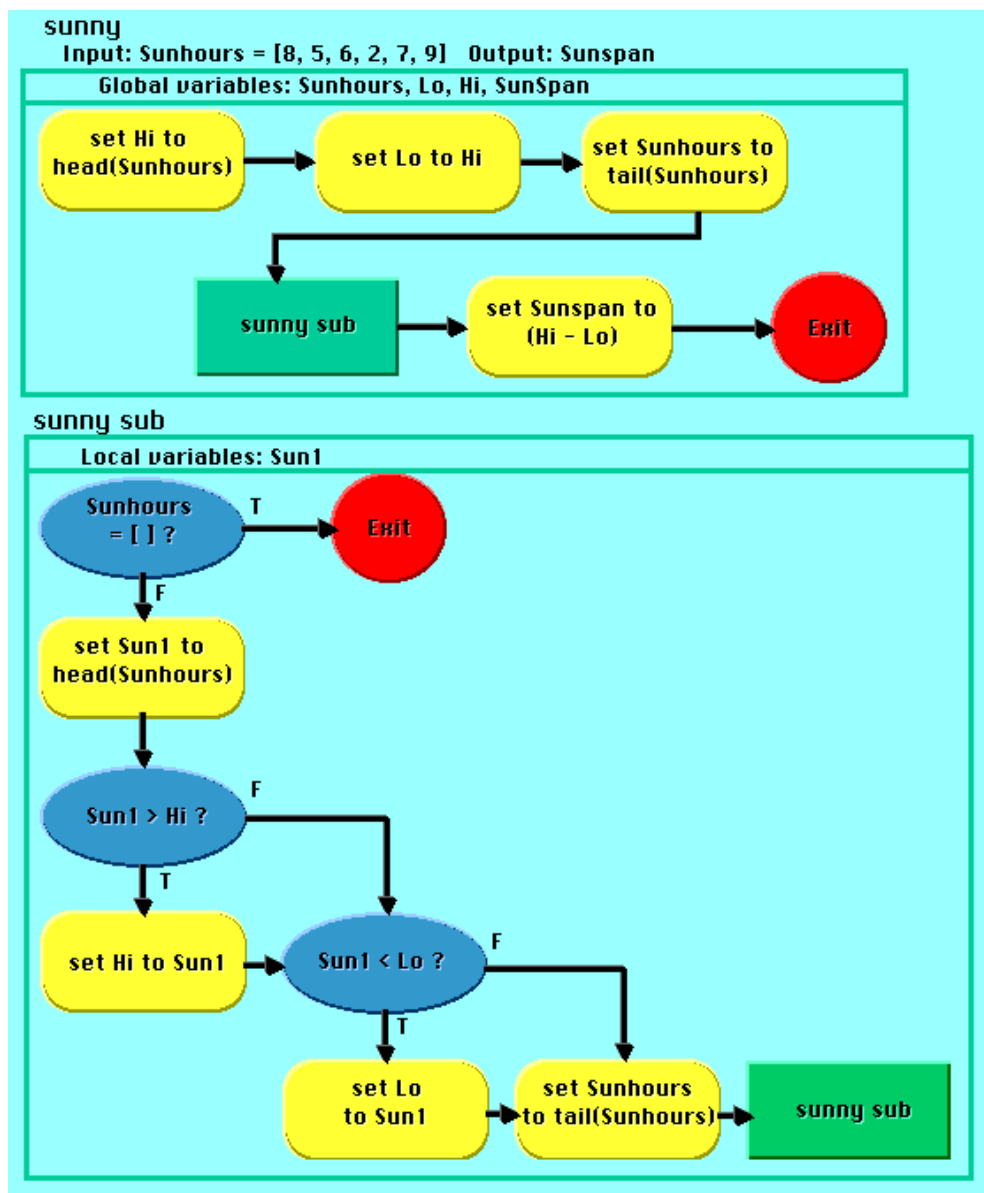 sunny
Input: Sunhours = [8, 5, 6, 2, 7, 9] Output: Sunspan
Global variables: Sunhours, Lo, Hi, SunSpan
set Hi to
head(Sunhours)
set Lo to Hi
set Sunhours to
tail(Sunhours)
sunny sub
set Sunspan to
(Hi - Lo)
Exit
sunny sub
Local variables: Sun1
Sunhours
= [ ] ?
T
Exit
F
set Sun1 to
head(Sunhours)
Sun1 > Hi ?
F
T
set Hi to Sun1
Sun1 < Lo ?
F
T
set Lo
to Sun1
set Sunhours
to tail(Sunhours)
sunny sub